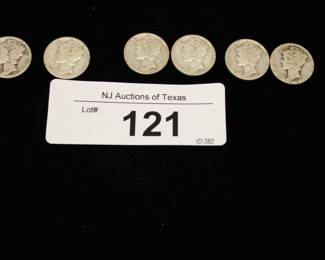 NJ Auctions of Texas
Lot#:
121
ID:382